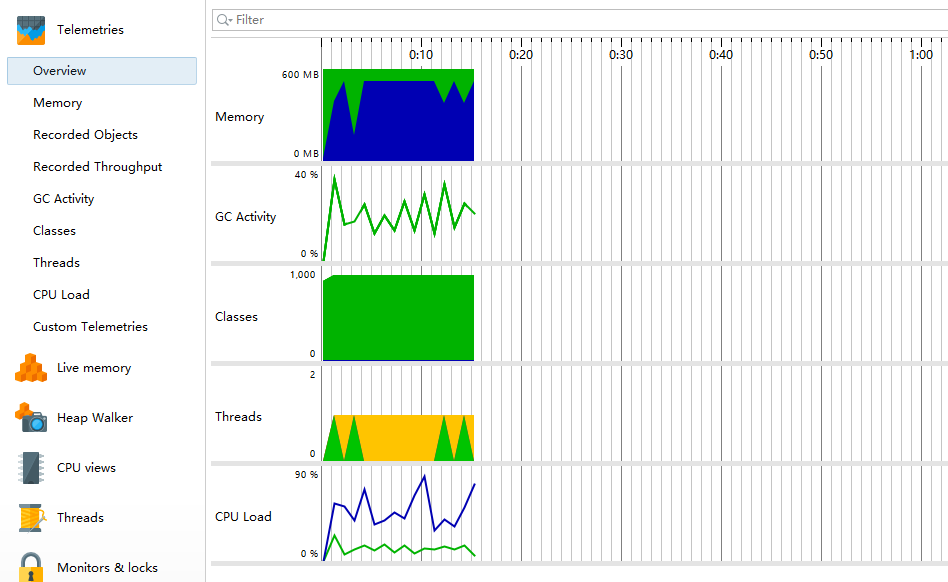 Telemetries
Overview
Memory
Recorded Objects
Recorded Throughput
GC Activity
Classes
Threads
CPU Load
Custom Telemetries
Live memory
Heap Walker
CPU views
Threads
Monitors & locks
Filter
0:10 0:20 0:30 0:40 0:50 1:00
600 MB
Memory
0 MB
40 %
GC Activity
0 %
1,000
Classes
0
2
Threads
0
90 %
CPU Load
0 %